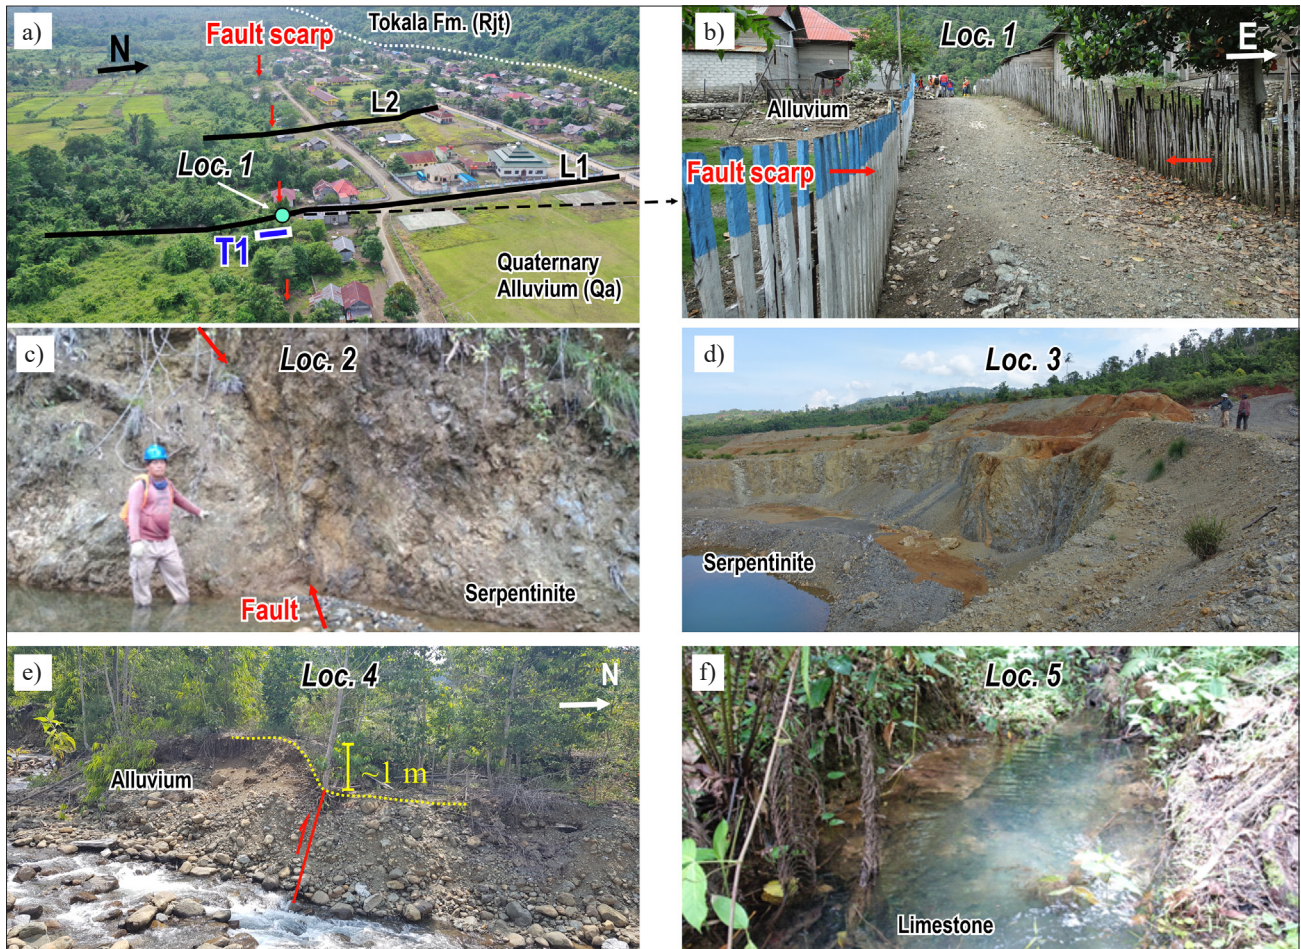 a)
Tokala Fm. (Rjt)
Fault scarp
N
L2
Loc. 1
L1
T1
Quaternary
Alluvium (Qa)
b)
Loc. 1
E
Alluvium
Fault scarp
c)
Loc. 2
Serpentinite
Fault
d)
Loc. 3
Serpentinite
e)
Loc. 4
N
Alluvium
~1 m
f)
Loc. 5
Limestone